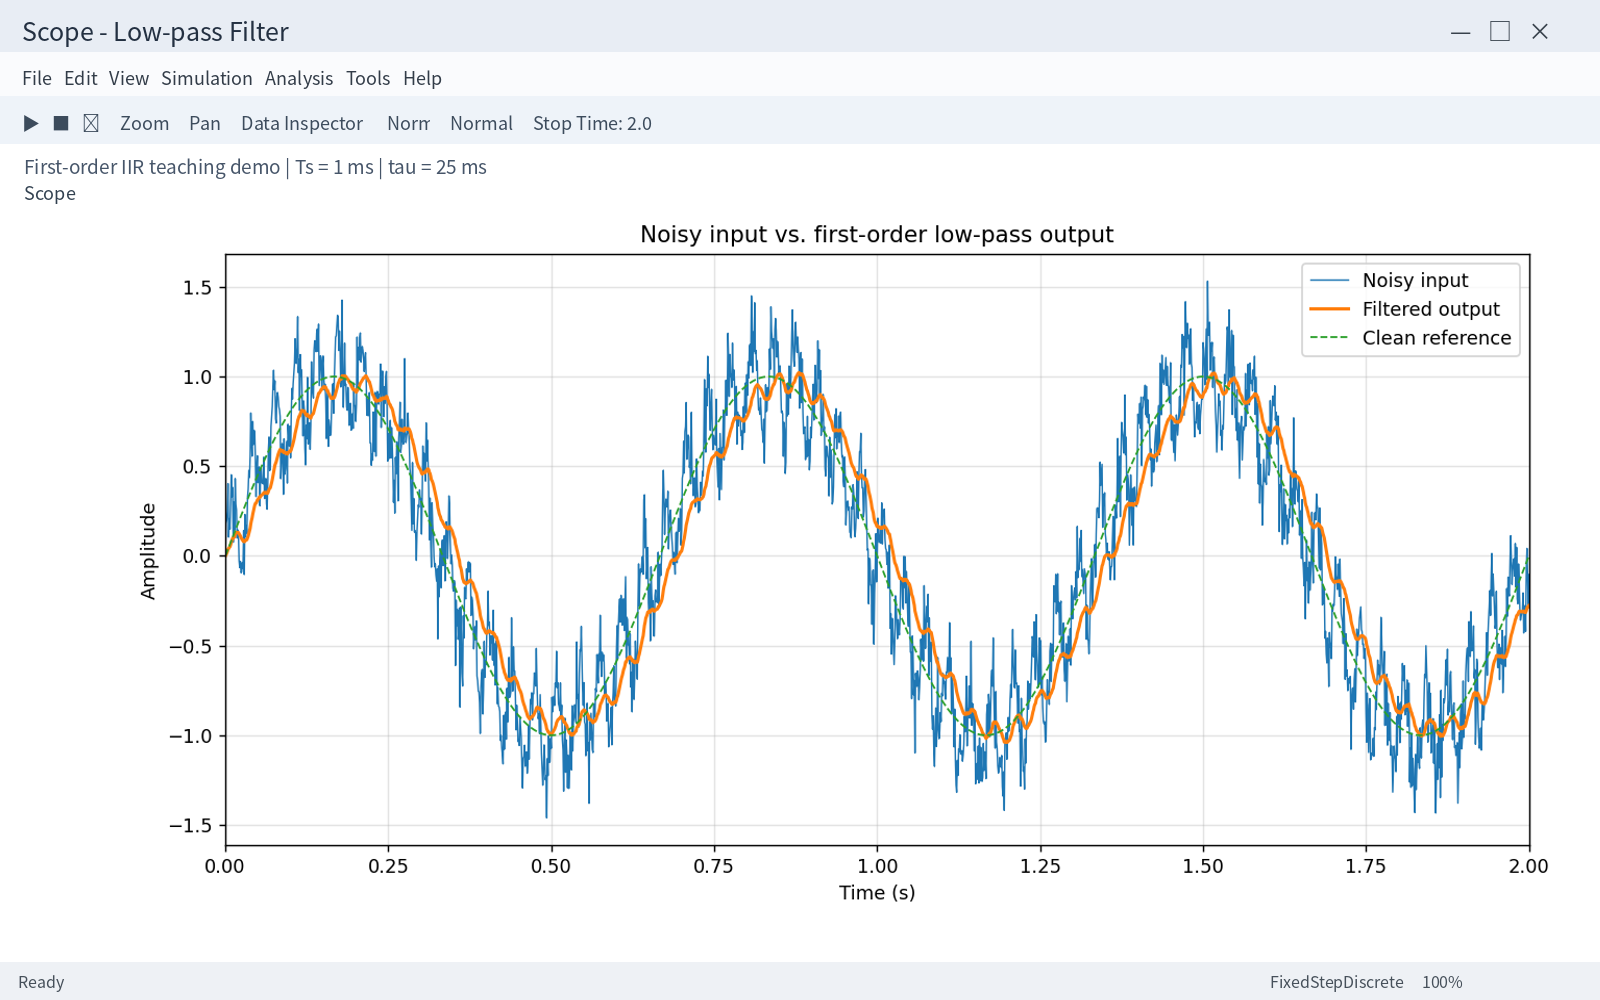 Scope - Low-pass Filter
File Edit View Simulation Analysis Tools Help
Zoom Pan Data Inspector Norr Normal Stop Time: 2.0
First-order IIR teaching demo | Ts = 1 ms | tau = 25 ms
Scope
Noisy input vs. first-order low-pass output
Noisy input
Filtered output
Clean reference
Amplitude
1.5
1.0
0.5
0.0
−0.5
−1.0
−1.5
0.00 0.25 0.50 0.75 1.00 1.25 1.50 1.75 2.00
Time (s)
Ready FixedStepDiscrete 100%